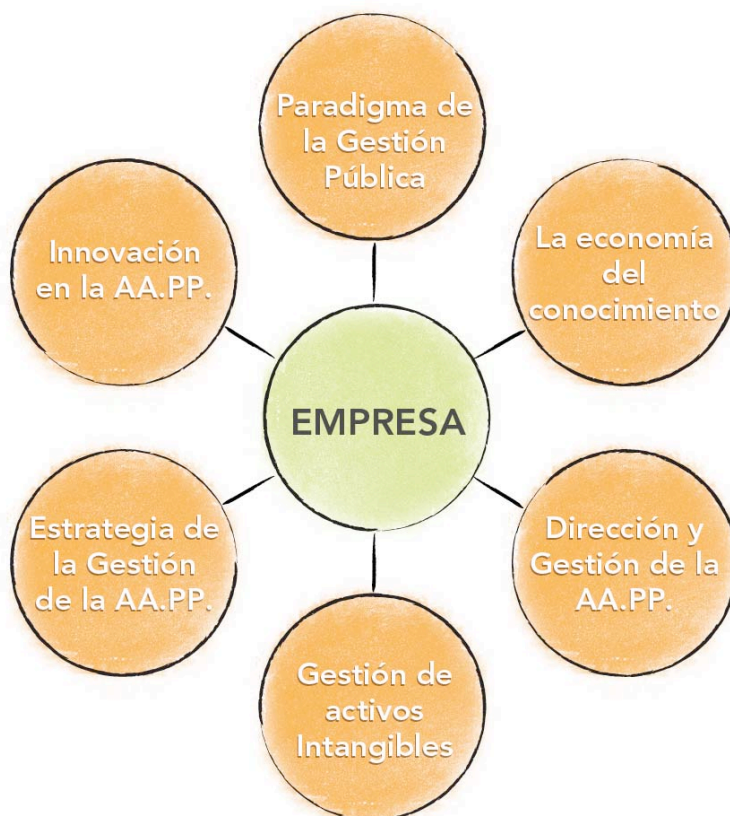 Paradigma de
la Gestión
Pública
La economía
del
conocimiento
Dirección y
Gestión de la
AA.PP.
Gestión de
activos
Intangibles
Estrategia de
la Gestión
de la AA.PP.
Innovación
en la AA.PP.
EMPRESA